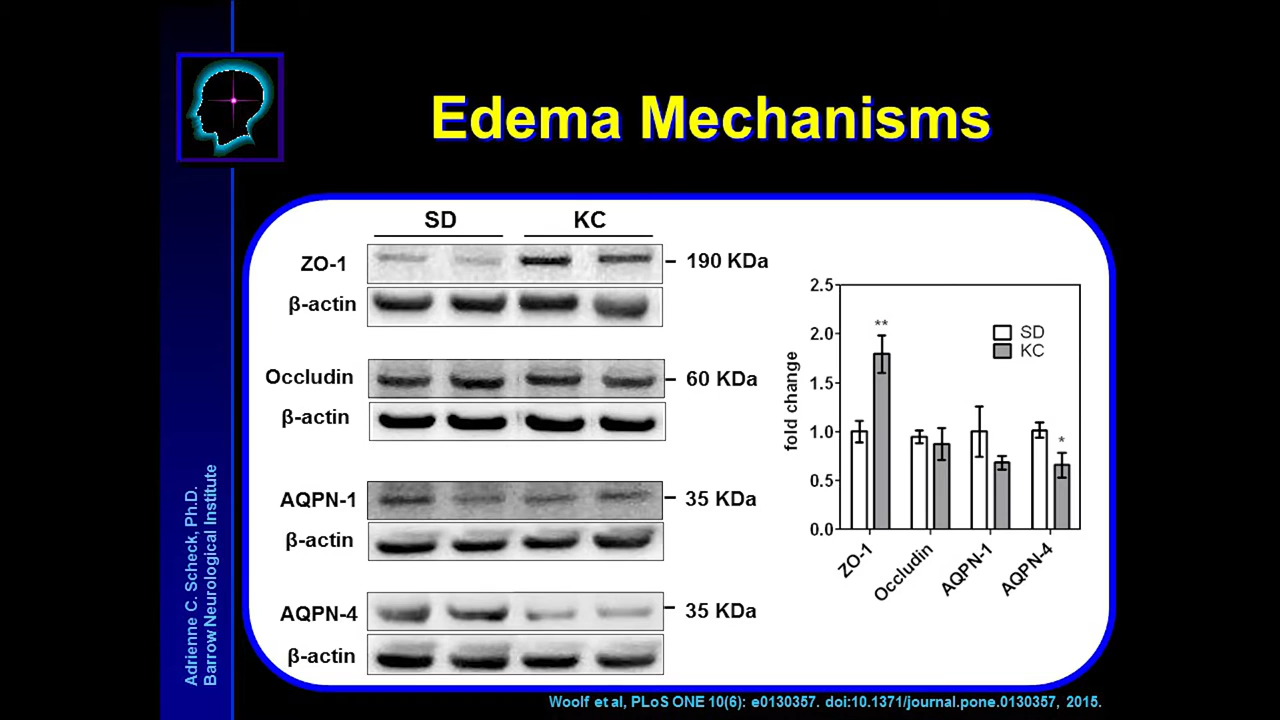 Edema Mechanisms
SD KC
ZO-1 190 KDa
β-actin
Occludin 60 KDa
β-actin
AQPN-1 35 KDa
β-actin
AQPN-4 35 KDa
β-actin
2.5
2.0
1.5
1.0
0.5
0.0
fold change
**
*
SD
KC
ZO-1 Occludin AQPN-1 AQPN-4
Adrienne C. Scheck, Ph.D.
Barrow Neurological Institute
Woolf et al, PLoS ONE 10(6): e0130357. doi:10.1371/journal.pone.0130357, 2015.